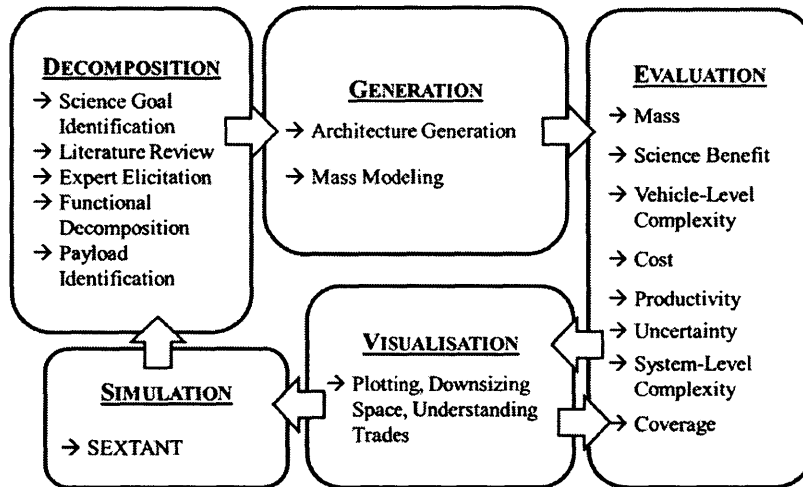 DECOMPOSITION
→ Science Goal
Identification
→ Literature Review
→ Expert Elicitation
→ Functional
Decomposition
→ Payload
Identification
GENERATION
→ Architecture Generation
→ Mass Modeling
EVALUATION
→ Mass
→ Science Benefit
→ Vehicle-Level
Complexity
→ Cost
→ Productivity
→ Uncertainty
→ System-Level
Complexity
→ Coverage
VISUALISATION
→ Plotting, Downsizing
Space, Understanding
Trades
SIMULATION
→ SEXTANT